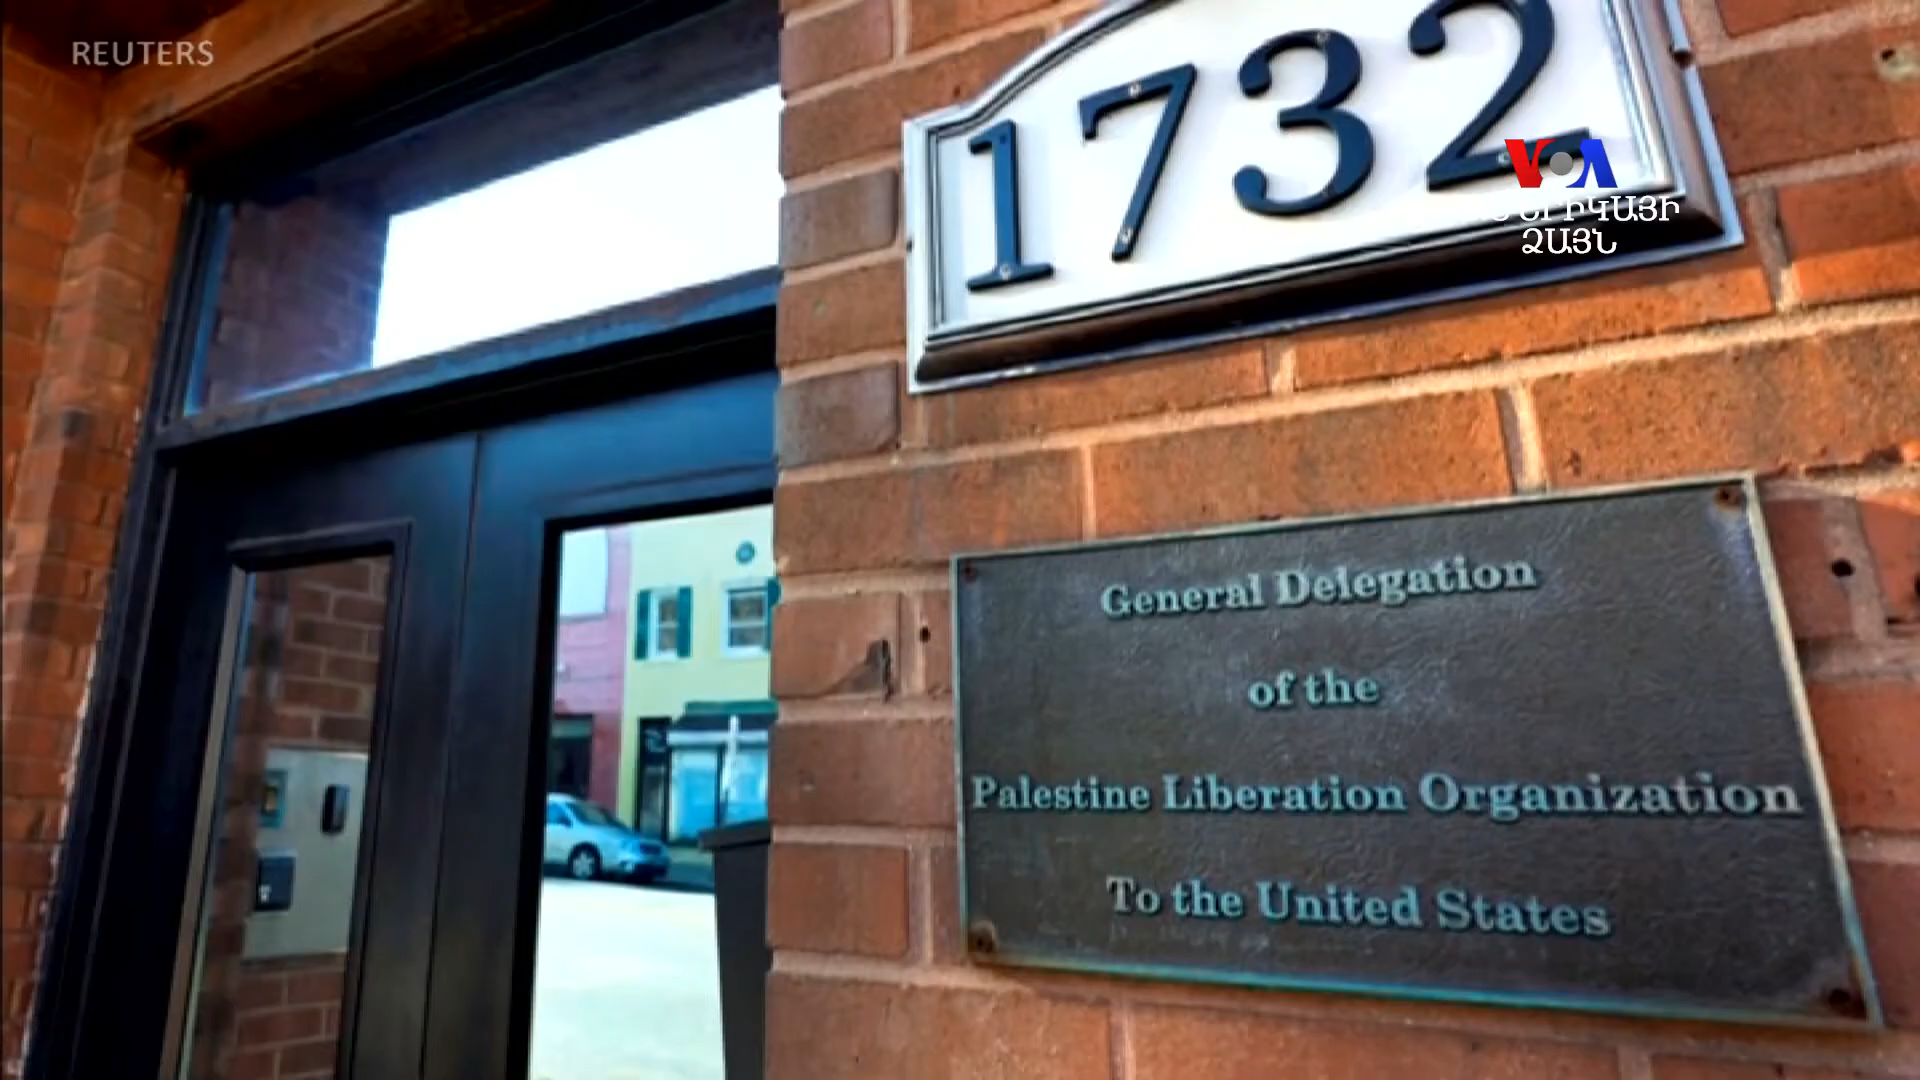 REUTERS
1732
VOA
ԱՄԵՐԻԿԱՅԻ
ՁԱՅՆ
General Delegation
of the
Palestine Liberation Organization
To the United States